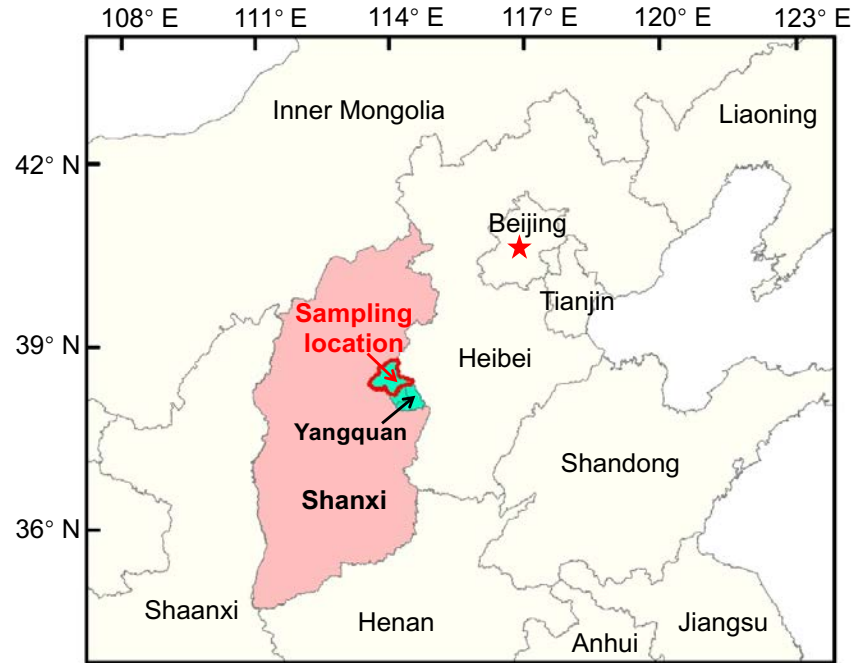 108° E 111° E 114° E 117° E 120° E 123° E
Inner Mongolia
Liaoning
42° N
Beijing
Tianjin
Sampling
location
39° N
Heibei
Yangquan
Shandong
Shanxi
36° N
Shaanxi
Henan
Jiangsu
Anhui